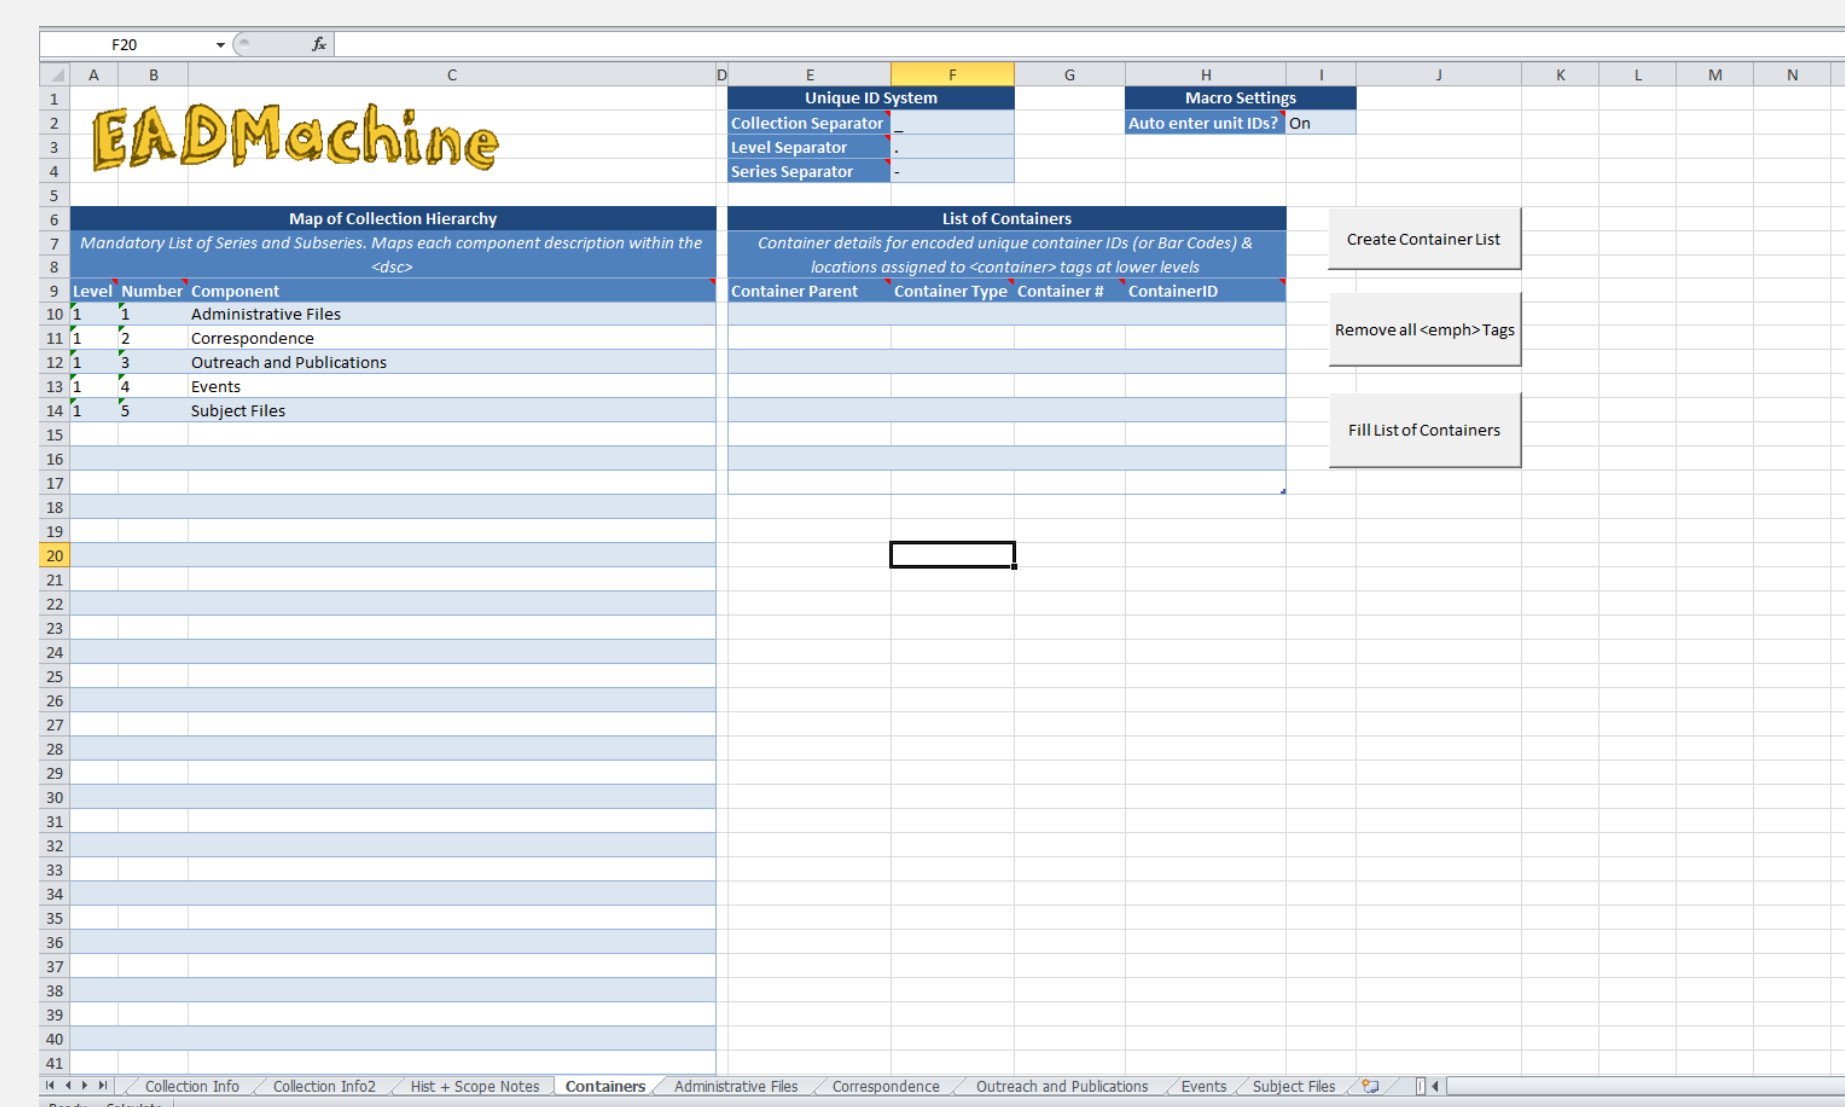 F20 fx
A B C D E F G H I J K L M N
1 Unique ID System Macro Settings
EADMachine
2 Collection Separator _ Auto enter unit IDs? On
3 Level Separator .
4 Series Separator -
5
6 Map of Collection Hierarchy List of Containers
7 Mandatory List of Series and Subseries. Maps each component description within the Container details for encoded unique container IDs (or Bar Codes) & Create Container List
8 <dsc> locations assigned to <container> tags at lower levels
9 Level Number Component Container Parent Container Type Container # ContainerID
10 1 1 Administrative Files
11 1 2 Correspondence Remove all <emph> Tags
12 1 3 Outreach and Publications
13 1 4 Events
14 1 5 Subject Files
15 Fill List of Containers
16
17
18
19
20
21
22
23
24
25
26
27
28
29
30
31
32
33
34
35
36
37
38
39
40
41
Collection Info Collection Info2 Hist + Scope Notes Containers Administrative Files Correspondence Outreach and Publications Events Subject Files
Ready Calculate